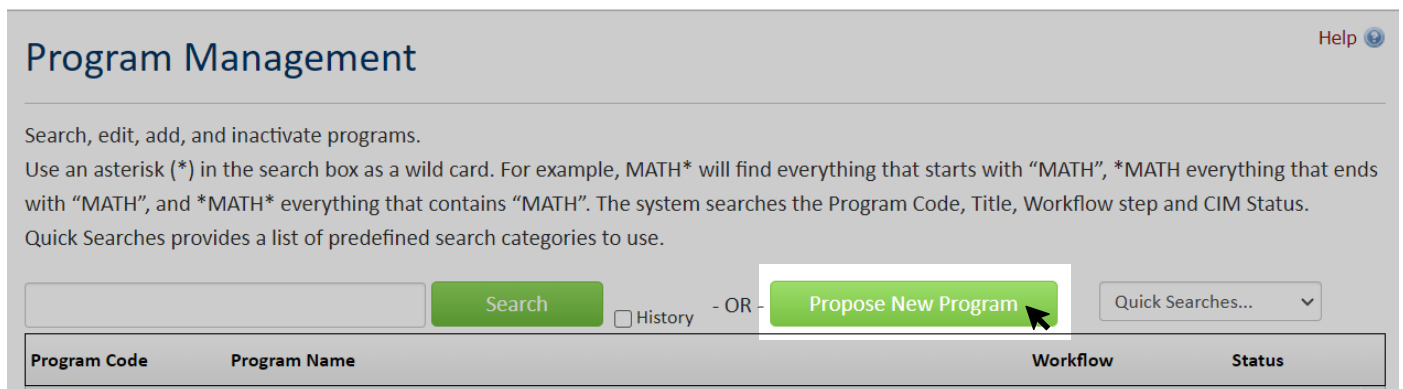 Help
Program Management
Search, edit, add, and inactivate programs.
Use an asterisk (*) in the search box as a wild card. For example, MATH* will find everything that starts with “MATH”, *MATH everything that ends
with “MATH”, and *MATH* everything that contains “MATH”. The system searches the Program Code, Title, Workflow step and CIM Status.
Quick Searches provides a list of predefined search categories to use.
Search History - OR - Propose New Program Quick Searches...
Program Code Program Name Workflow Status